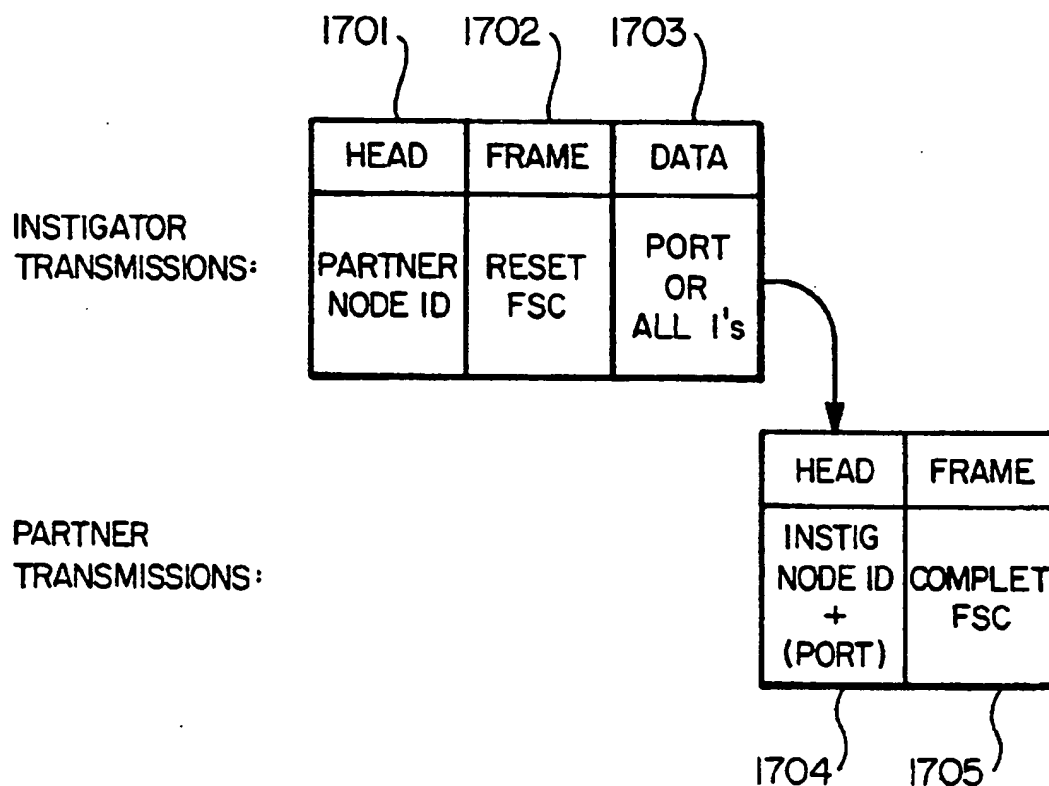 1701 1702 1703
HEAD FRAME DATA
INSTIGATOR
TRANSMISSIONS:
PARTNER
NODE ID
RESET
FSC
PORT
OR
ALL 1's
HEAD FRAME
PARTNER
TRANSMISSIONS:
INSTIG
NODE ID
+
(PORT)
COMPLET
FSC
1704 1705